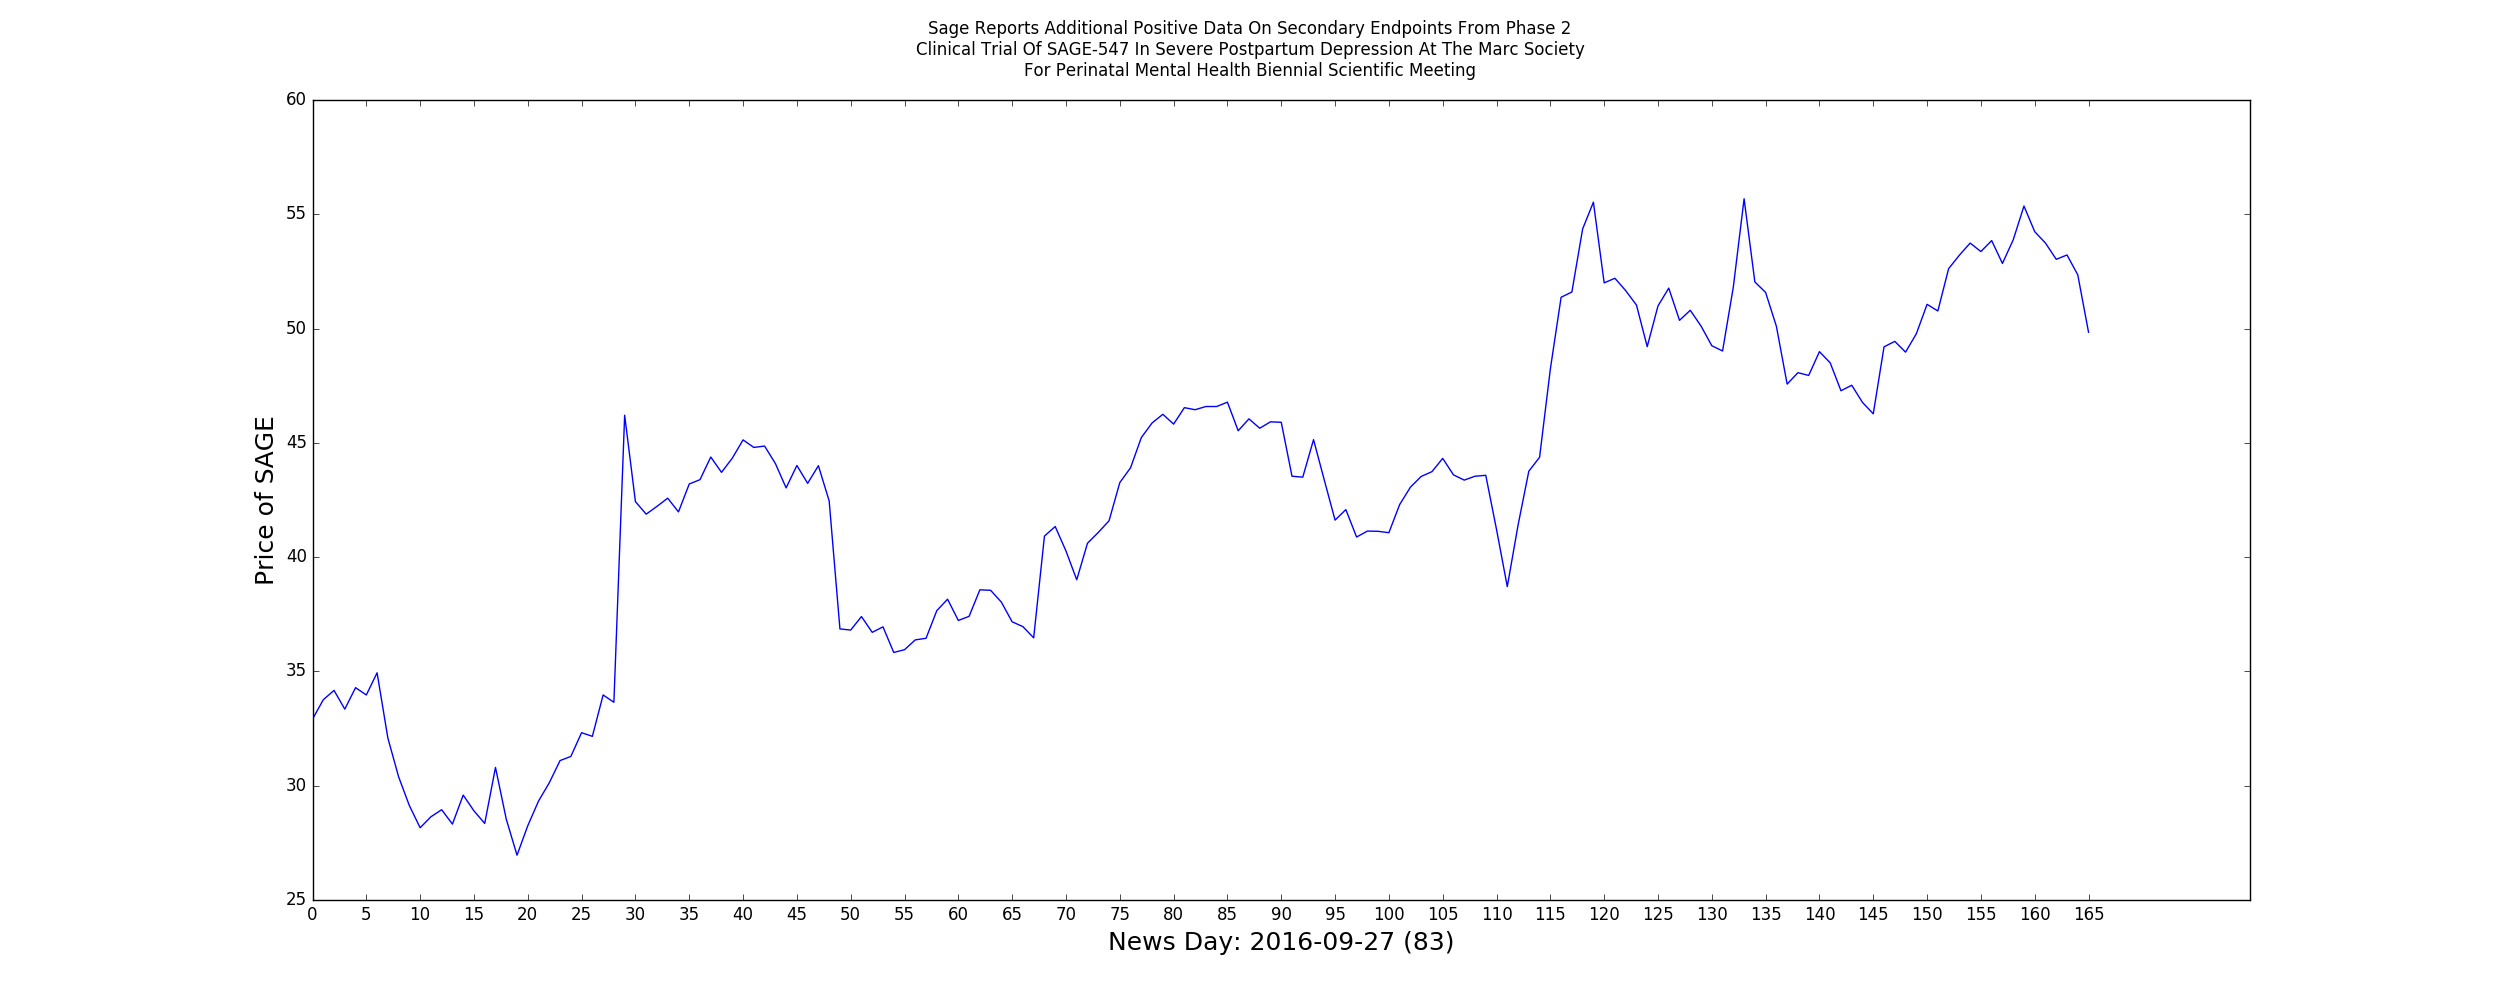 Sage Reports Additional Positive Data On Secondary Endpoints From Phase 2
Clinical Trial Of SAGE-547 In Severe Postpartum Depression At The Marc Society
For Perinatal Mental Health Biennial Scientific Meeting
60
55
50
45
40
35
30
25
Price of SAGE
0 5 10 15 20 25 30 35 40 45 50 55 60 65 70 75 80 85 90 95 100 105 110 115 120 125 130 135 140 145 150 155 160 165
News Day: 2016-09-27 (83)